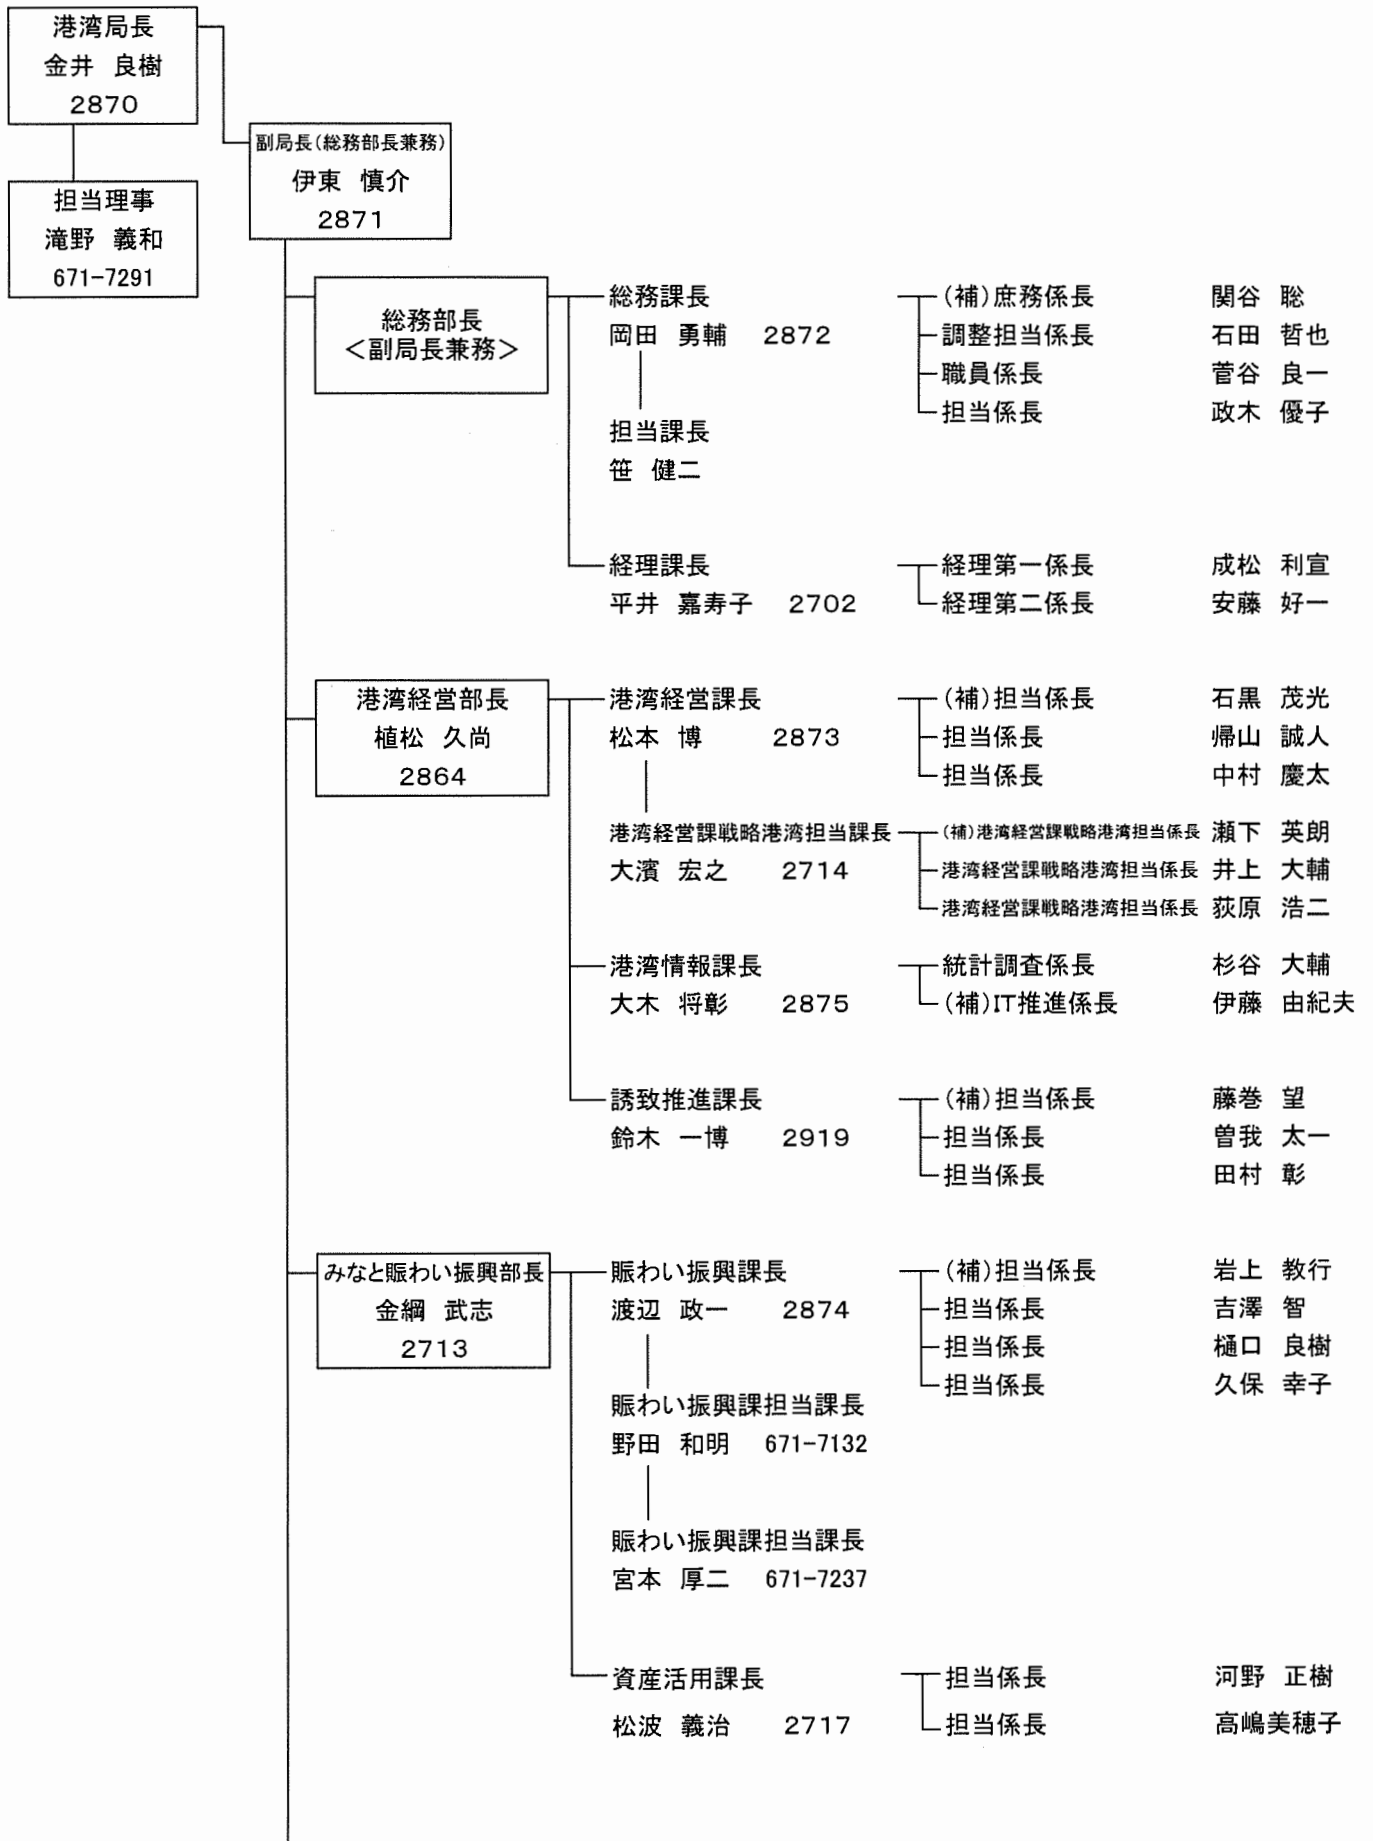 港湾局長
金井 良樹
2870
担当理事
滝野 義和
671-7291
副局長(総務部長兼務)
伊東 慎介
2871
総務部長
＜副局長兼務＞
総務課長
岡田 勇輔 2872
担当課長
笹 健二
(補)庶務係長 関谷 聡
調整担当係長 石田 哲也
職員係長 菅谷 良一
担当係長 政木 優子
経理課長
平井 嘉寿子 2702
経理第一係長 成松 利宣
経理第二係長 安藤 好一
港湾経営部長
植松 久尚
2864
港湾経営課長
松本 博 2873
(補)担当係長 石黒 茂光
担当係長 帰山 誠人
担当係長 中村 慶太
港湾経営課戦略港湾担当課長
大濱 宏之 2714
(補)港湾経営課戦略港湾担当係長 瀬下 英朗
港湾経営課戦略港湾担当係長 井上 大輔
港湾経営課戦略港湾担当係長 荻原 浩二
港湾情報課長
大木 将彰 2875
統計調査係長 杉谷 大輔
(補)IT推進係長 伊藤 由紀夫
誘致推進課長
鈴木 一博 2919
(補)担当係長 藤巻 望
担当係長 曽我 太一
担当係長 田村 彰
みなと賑わい振興部長
金綱 武志
2713
賑わい振興課長
渡辺 政一 2874
(補)担当係長 岩上 教行
担当係長 吉澤 智
担当係長 樋口 良樹
担当係長 久保 幸子
賑わい振興課担当課長
野田 和明 671-7132
賑わい振興課担当課長
宮本 厚二 671-7237
資産活用課長
松波 義治 2717
担当係長 河野 正樹
担当係長 高嶋美穂子